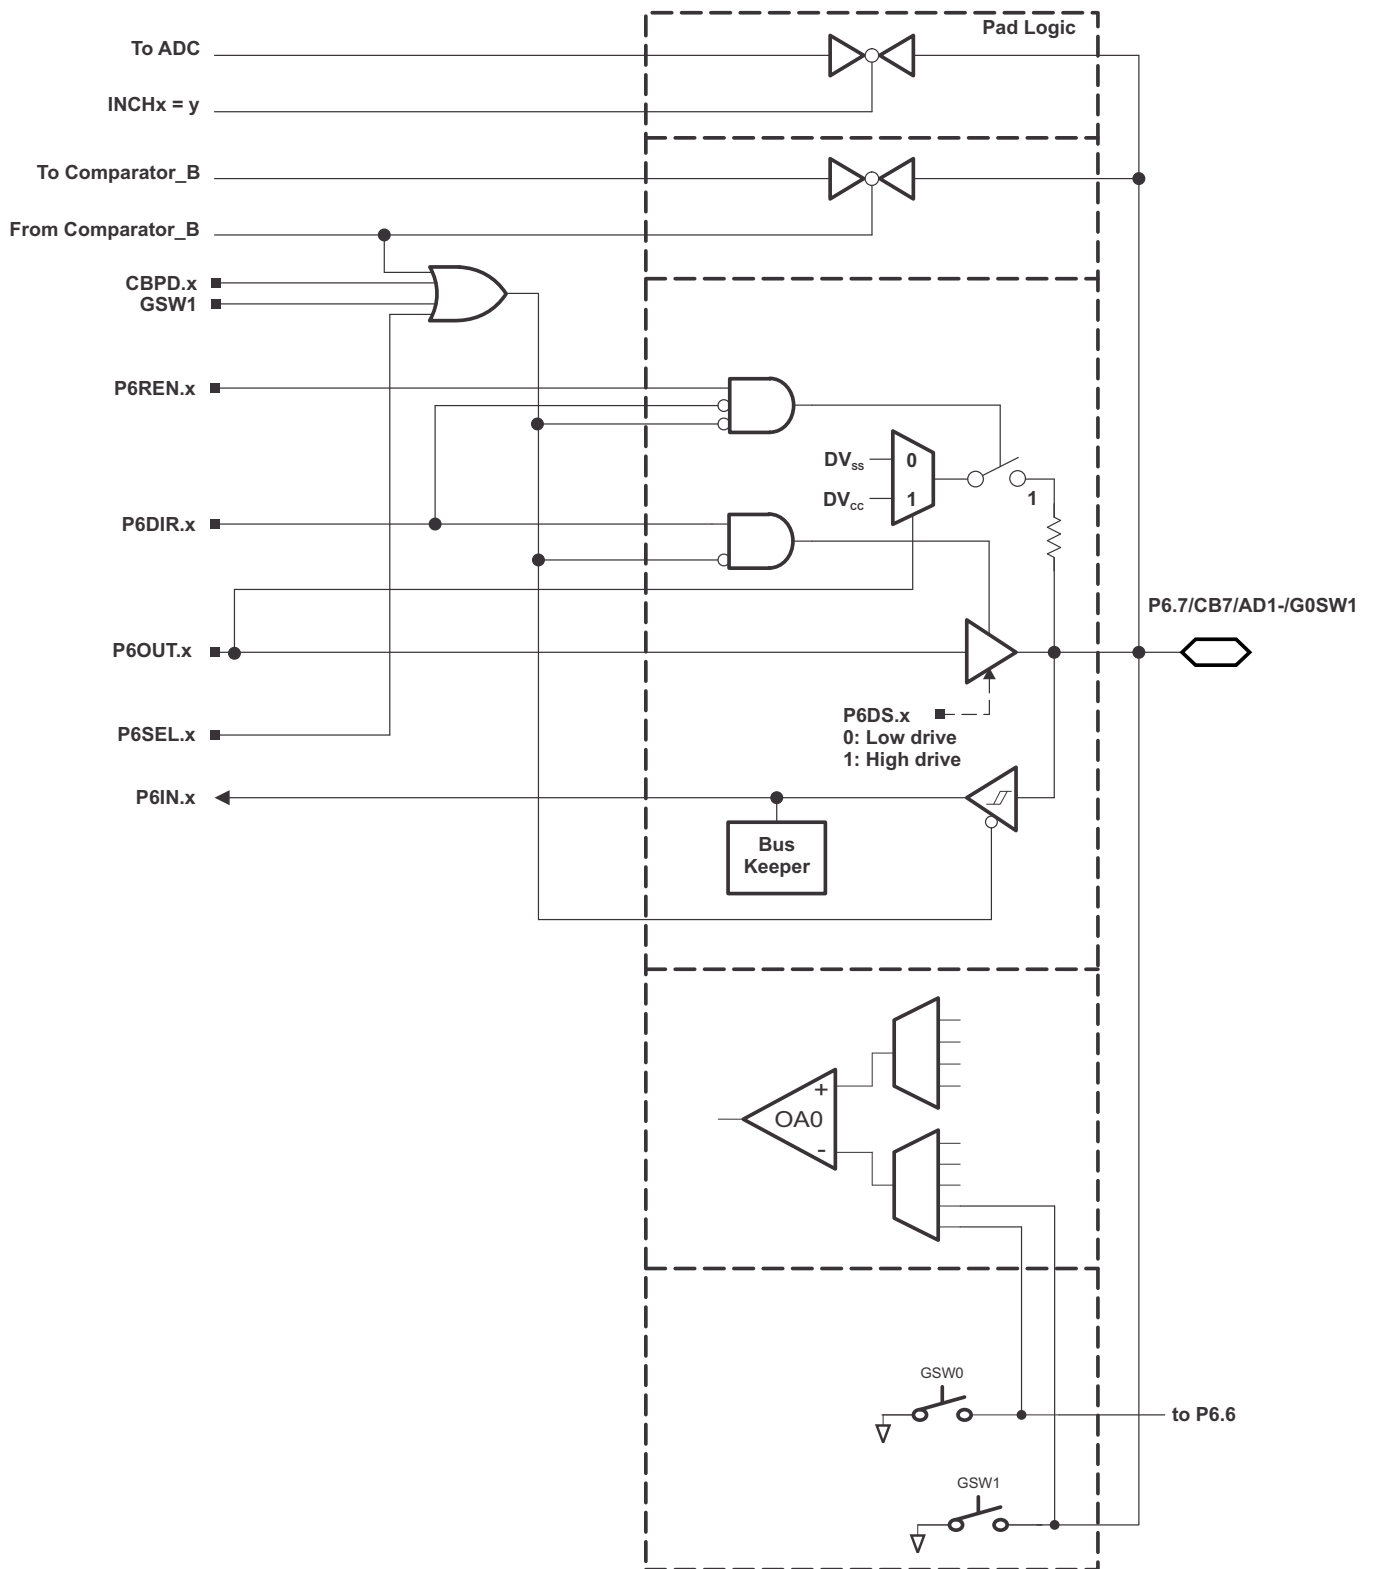 Pad Logic
To ADC
INCHx = y
To Comparator_B
From Comparator_B
CBPD.x
GSW1
P6REN.x
DVSS
0
DVCC
1
1
P6DIR.x
P6.7/CB7/AD1-/G0SW1
P6OUT.x
P6DS.x
0: Low drive
1: High drive
P6SEL.x
P6IN.x
Bus
Keeper
+
OA0
-
GSW0
to P6.6
GSW1